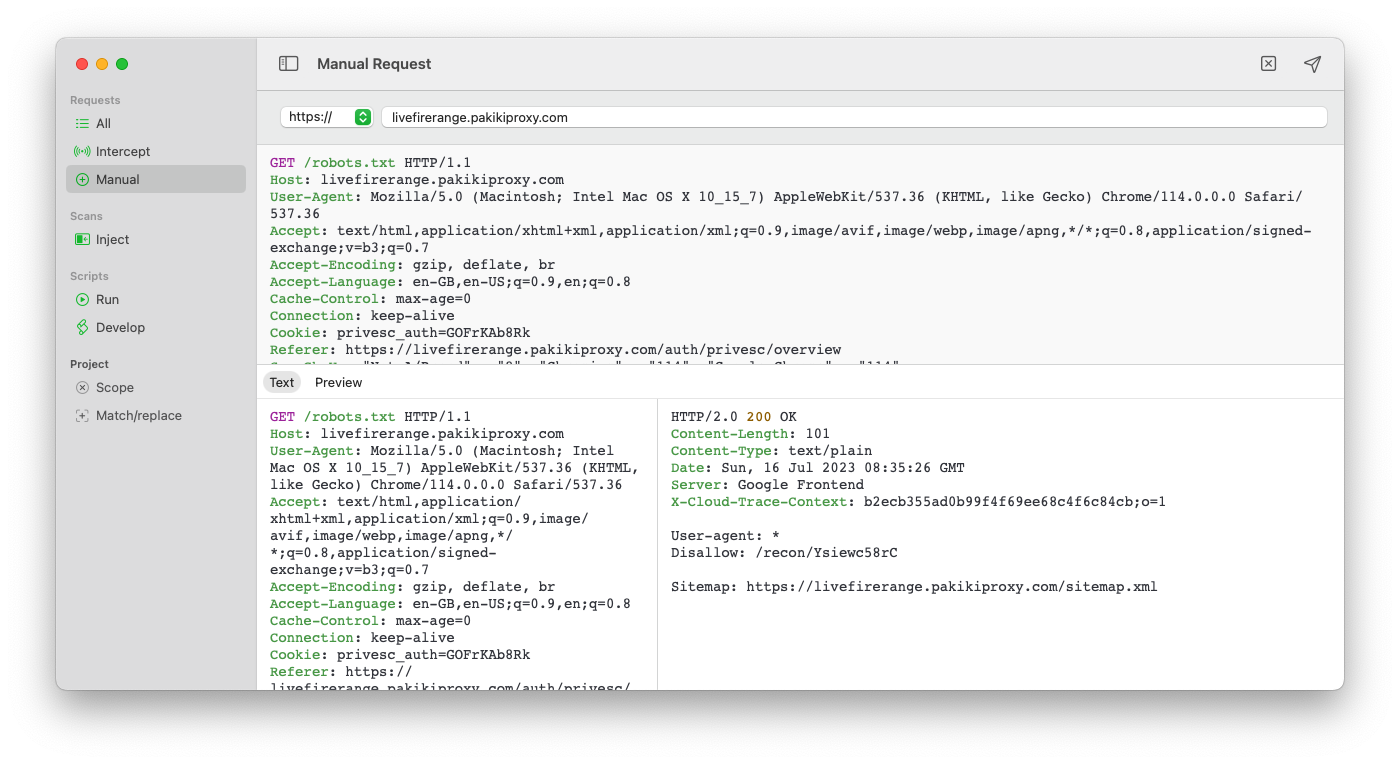 Manual Request
Requests
All
Intercept
Manual
Scans
Inject
Scripts
Run
Develop
Project
Scope
Match/replace
https://
livefirerange.pakikiproxy.com
GET /robots.txt HTTP/1.1
Host: livefirerange.pakikiproxy.com
User-Agent: Mozilla/5.0 (Macintosh; Intel Mac OS X 10_15_7) AppleWebKit/537.36 (KHTML, like Gecko) Chrome/114.0.0.0 Safari/
537.36
Accept: text/html,application/xhtml+xml,application/xml;q=0.9,image/avif,image/webp,image/apng,*/*;q=0.8,application/signed-
exchange;v=b3;q=0.7
Accept-Encoding: gzip, deflate, br
Accept-Language: en-GB,en-US;q=0.9,en;q=0.8
Cache-Control: max-age=0
Connection: keep-alive
Cookie: privesc_auth=GOFrKAb8Rk
Referer: https://livefirerange.pakikiproxy.com/auth/privesc/overview
Text
Preview
GET /robots.txt HTTP/1.1
Host: livefirerange.pakikiproxy.com
User-Agent: Mozilla/5.0 (Macintosh; Intel
Mac OS X 10_15_7) AppleWebKit/537.36 (KHTML,
like Gecko) Chrome/114.0.0.0 Safari/537.36
Accept: text/html,application/
xhtml+xml,application/xml;q=0.9,image/
avif,image/webp,image/apng,*/
*;q=0.8,application/signed-
exchange;v=b3;q=0.7
Accept-Encoding: gzip, deflate, br
Accept-Language: en-GB,en-US;q=0.9,en;q=0.8
Cache-Control: max-age=0
Connection: keep-alive
Cookie: privesc_auth=GOFrKAb8Rk
Referer: https://
livefirerange.pakikiproxy.com/auth/privesc/
HTTP/2.0 200 OK
Content-Length: 101
Content-Type: text/plain
Date: Sun, 16 Jul 2023 08:35:26 GMT
Server: Google Frontend
X-Cloud-Trace-Context: b2ecb355ad0b99f4f69ee68c4f6c84cb;o=1
User-agent: *
Disallow: /recon/Ysiewc58rC
Sitemap: https://livefirerange.pakikiproxy.com/sitemap.xml